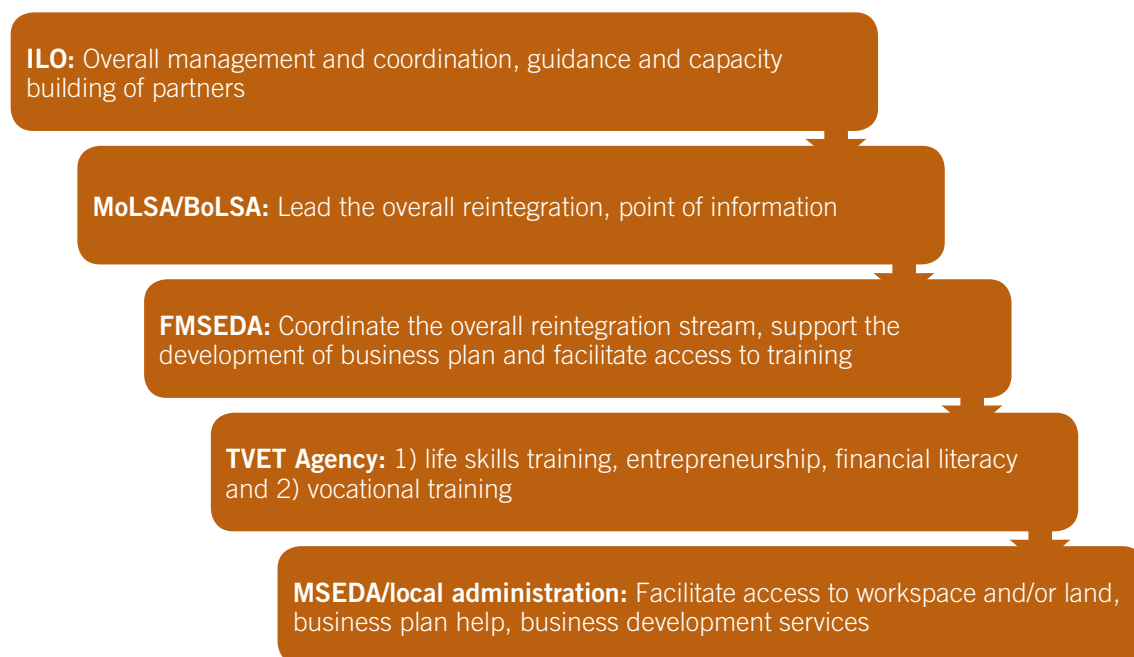 ILO: Overall management and coordination, guidance and capacity
building of partners
MoLSA/BoLSA: Lead the overall reintegration, point of information
FMSEDA: Coordinate the overall reintegration stream, support the
development of business plan and facilitate access to training
TVET Agency: 1) life skills training, entrepreneurship, financial literacy
and 2) vocational training
MSEDA/local administration: Facilitate access to workspace and/or land,
business plan help, business development services